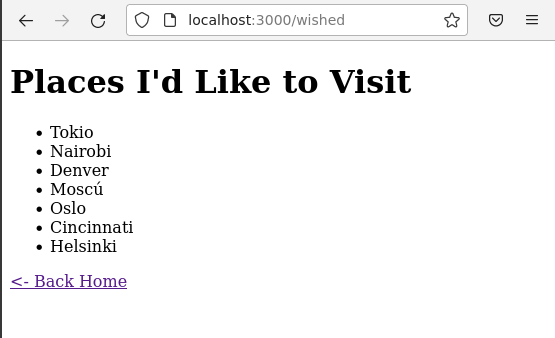 localhost:3000/wished
Places I'd Like to Visit
Tokio
Nairobi
Denver
Moscú
Oslo
Cincinnati
Helsinki
<- Back Home